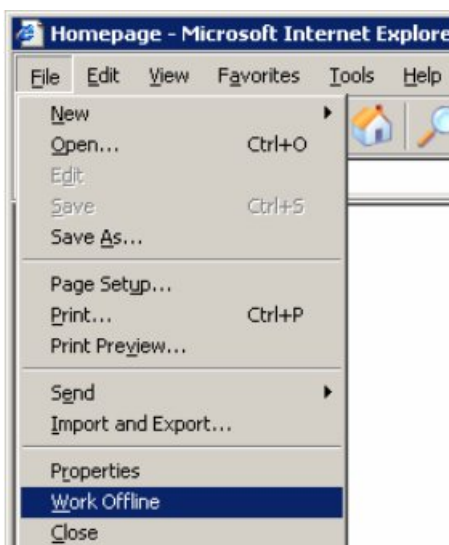 Homepage - Microsoft Internet Explore
File Edit View Favorites Tools Help
New
Open... Ctrl+O
Edit
Save Ctrl+S
Save As...
Page Setup...
Print... Ctrl+P
Print Preview...
Send
Import and Export...
Properties
Work Offline
Close